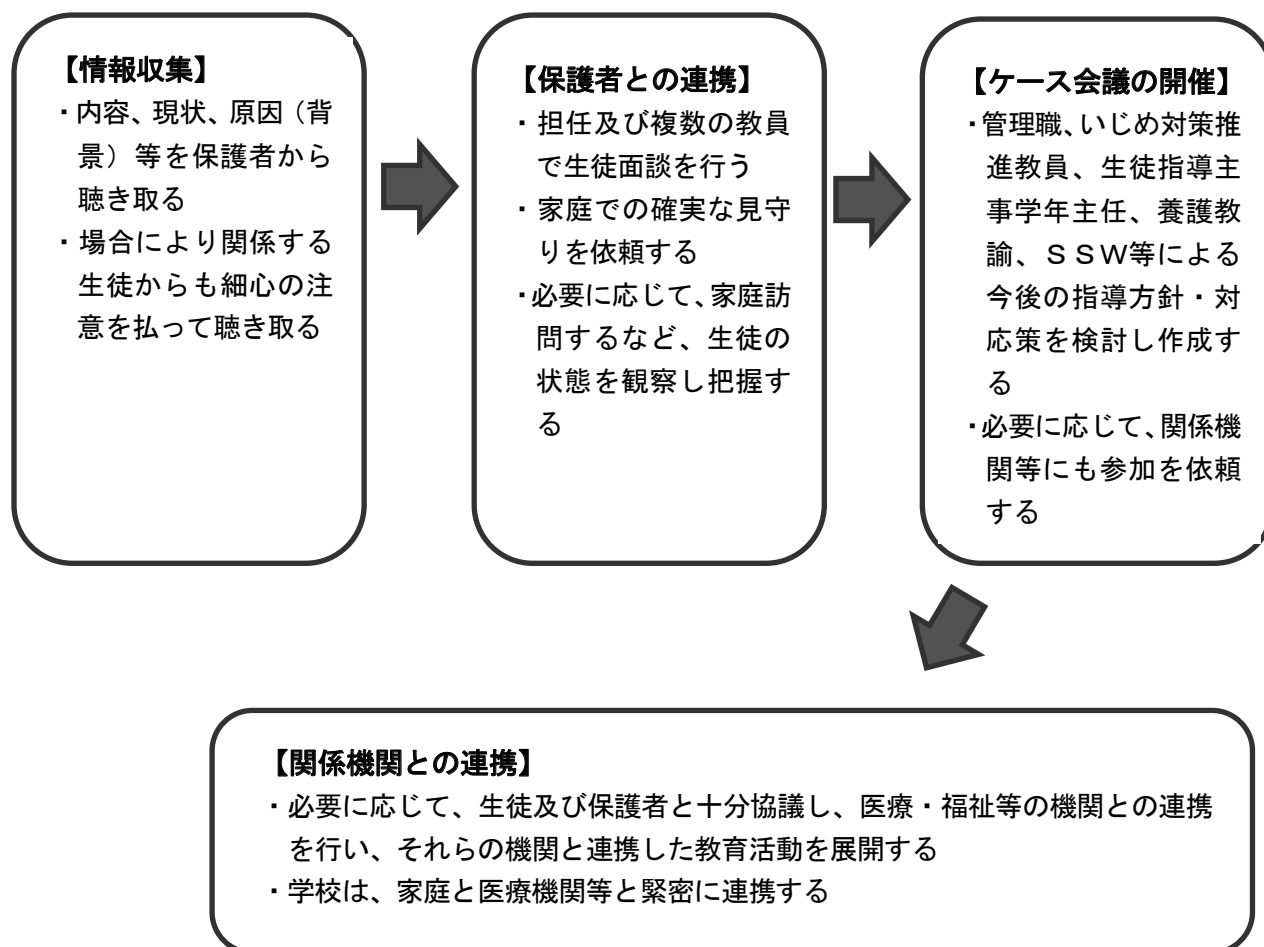 【情報収集】
・内容、現状、原因（背
景）等を保護者から
聴き取る
・場合により関係する
生徒からも細心の注
意を払って聴き取る
【保護者との連携】
・担任及び複数の教員
で生徒面談を行う
・家庭での確実な見守
りを依頼する
・必要に応じて、家庭訪
問するなど、生徒の
状態を観察し把握す
る
【ケース会議の開催】
・管理職、いじめ対策推
進教員、生徒指導主
事学年主任、養護教
諭、ＳＳＷ等による
今後の指導方針・対
応策を検討し作成す
る
・必要に応じて、関係機
関等にも参加を依頼
する
【関係機関との連携】
・必要に応じて、生徒及び保護者と十分協議し、医療・福祉等の機関との連携
を行い、それらの機関と連携した教育活動を展開する
・学校は、家庭と医療機関等と緊密に連携する